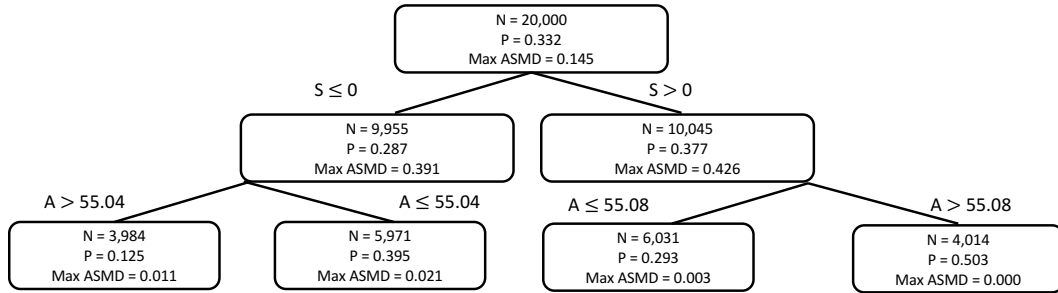 N = 20,000
P = 0.332
Max ASMD = 0.145
S ≤ 0
S > 0
N = 9,955
P = 0.287
Max ASMD = 0.391
N = 10,045
P = 0.377
Max ASMD = 0.426
A > 55.04
A ≤ 55.04
A ≤ 55.08
A > 55.08
N = 3,984
P = 0.125
Max ASMD = 0.011
N = 5,971
P = 0.395
Max ASMD = 0.021
N = 6,031
P = 0.293
Max ASMD = 0.003
N = 4,014
P = 0.503
Max ASMD = 0.000